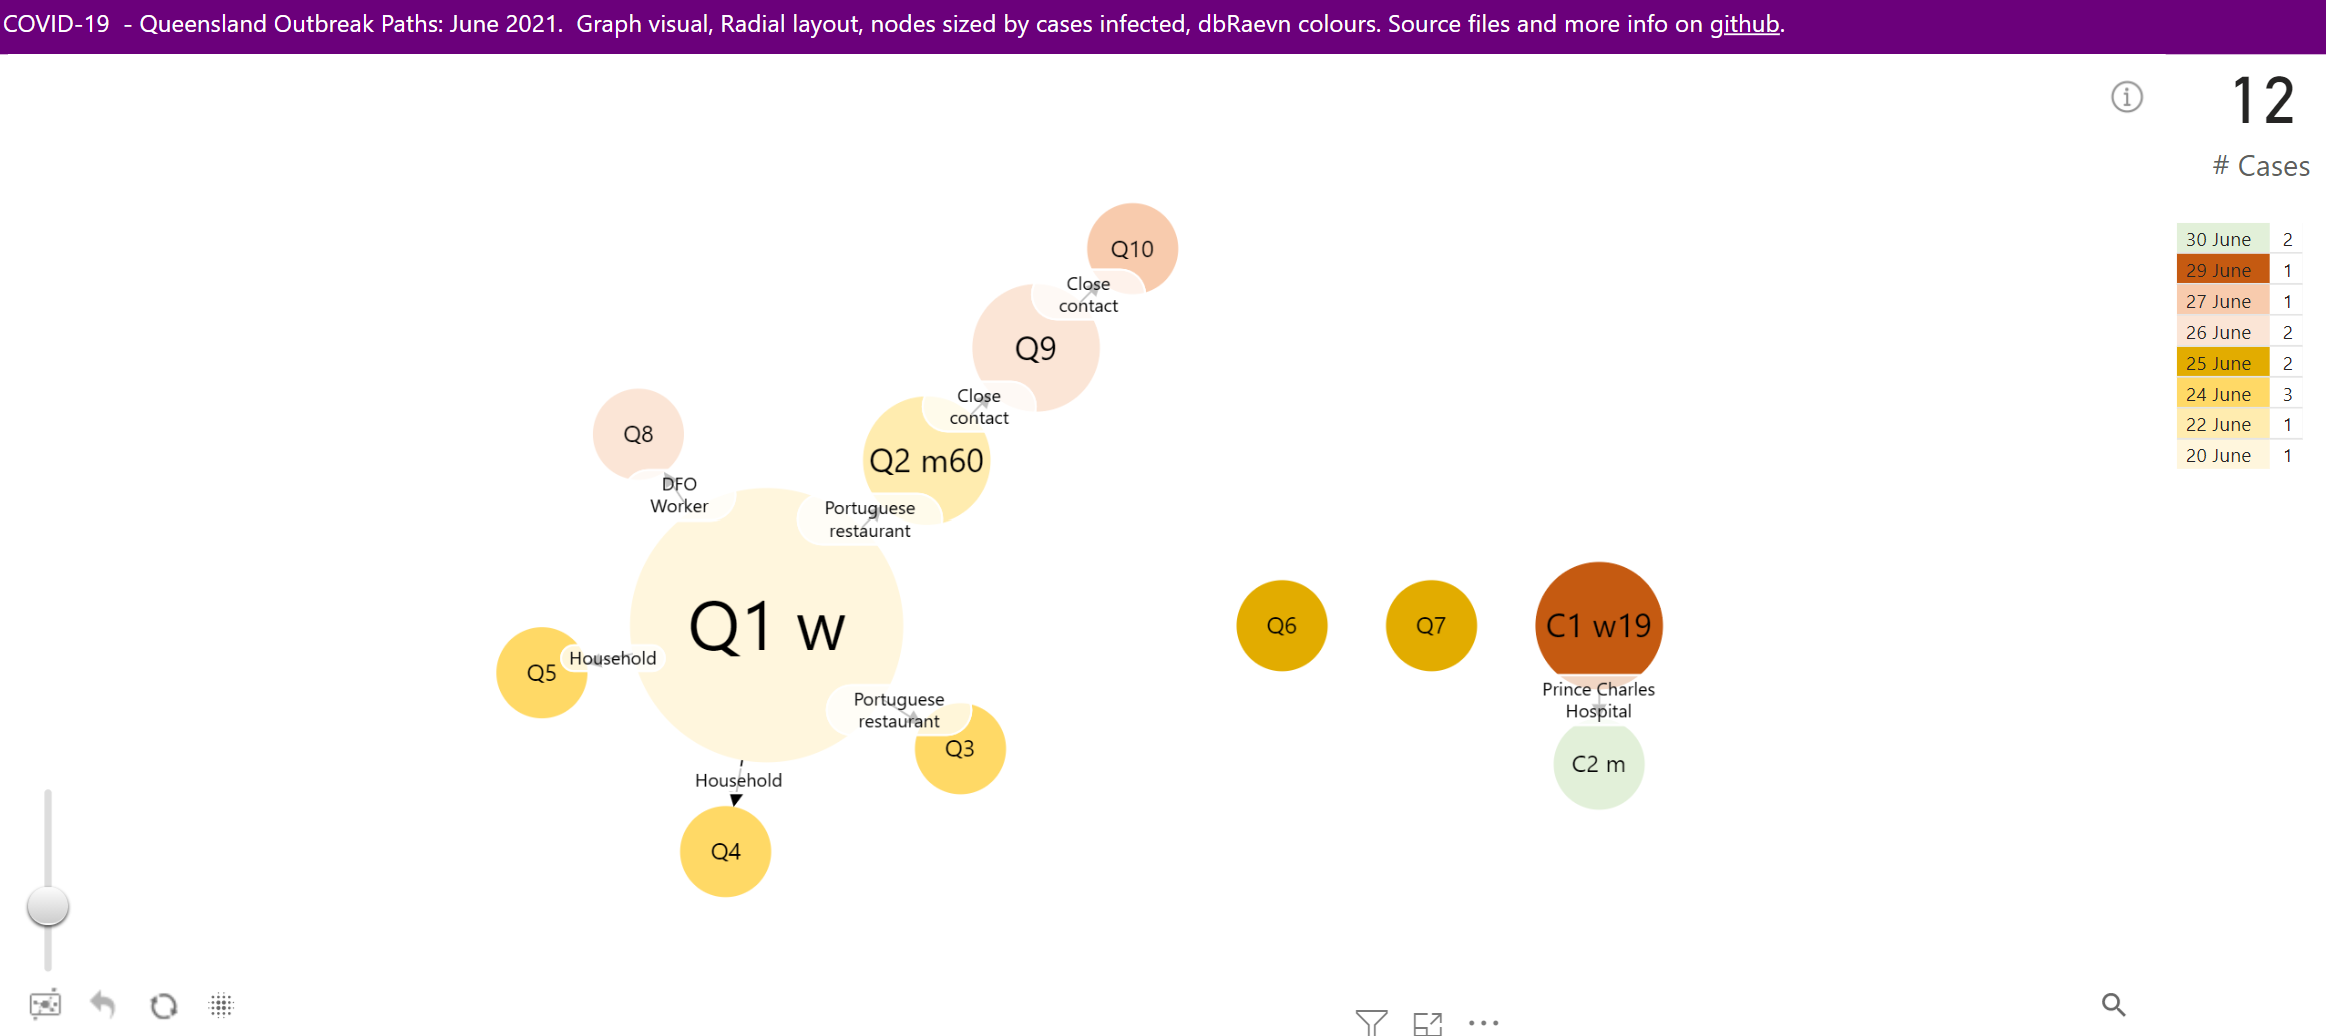 COVID-19 - Queensland Outbreak Paths: June 2021. Graph visual, Radial layout, nodes sized by cases infected, dbRaevn colours. Source files and more info on github.
12
# Cases
30 June 2
29 June 1
27 June 1
26 June 2
25 June 2
24 June 3
22 June 1
20 June 1
Q10
Close
contact
Q9
Close
contact
Q8
Q2 m60
DFO
Worker
Portuguese
restaurant
Q1 w
Q5
Household
Portuguese
restaurant
Q3
Household
Q4
Q6
Q7
C1 w19
Prince Charles
Hospital
C2 m